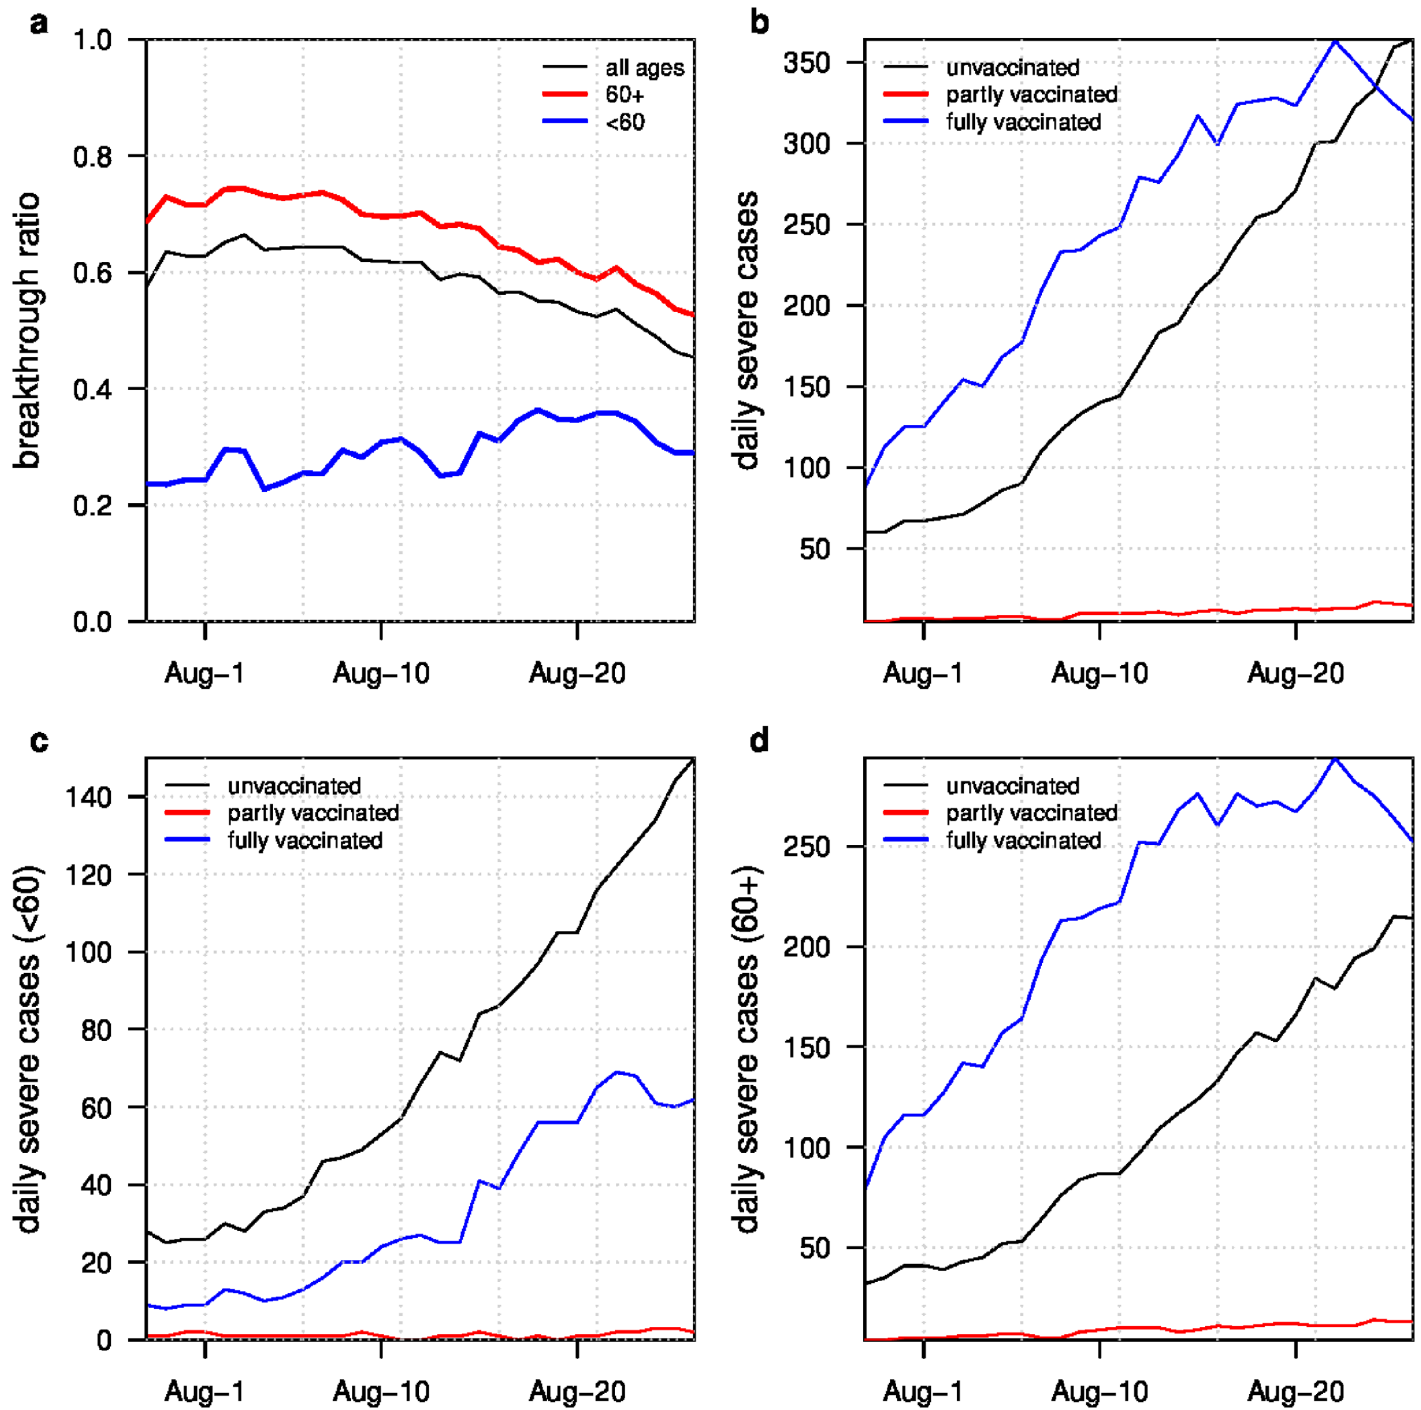 a
1.0
0.8
0.6
0.4
0.2
0.0
breakthrough ratio
all ages
60+
<60
Aug-1
Aug-10
Aug-20
b
350
300
250
200
150
100
50
daily severe cases
unvaccinated
partly vaccinated
fully vaccinated
Aug-1
Aug-10
Aug-20
c
140
120
100
80
60
40
20
0
daily severe cases (<60)
unvaccinated
partly vaccinated
fully vaccinated
Aug-1
Aug-10
Aug-20
d
250
200
150
100
50
daily severe cases (60+)
unvaccinated
partly vaccinated
fully vaccinated
Aug-1
Aug-10
Aug-20